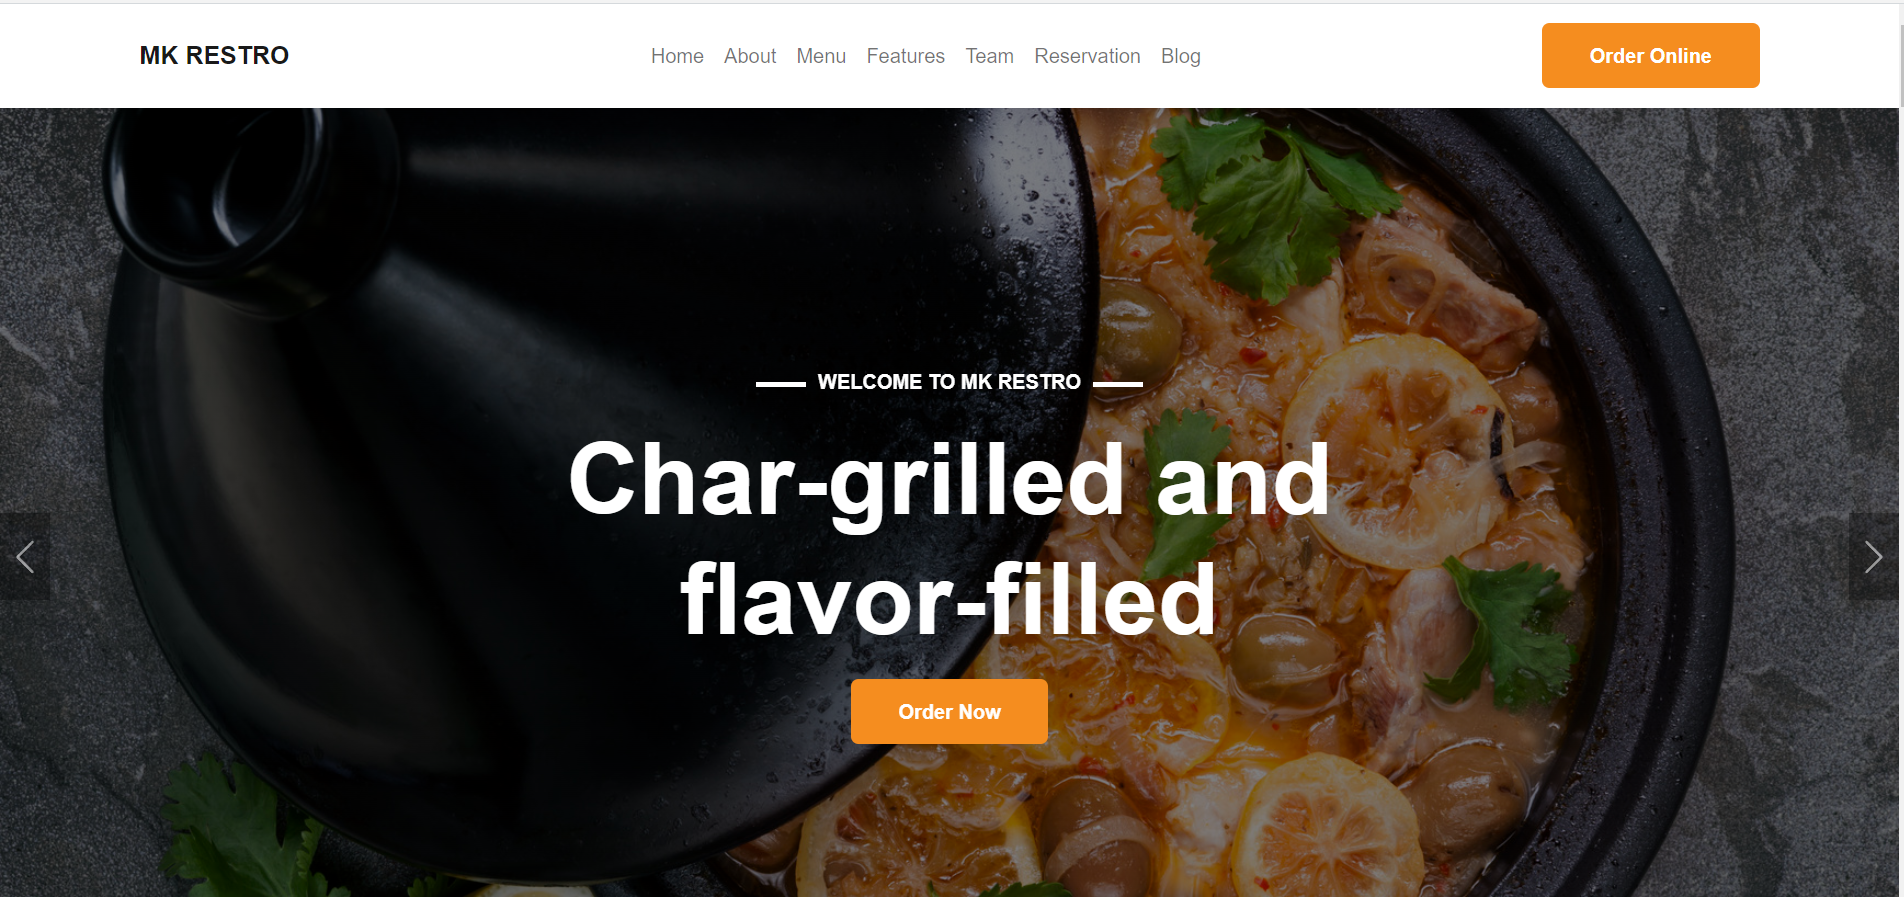 MK RESTRO
Home About Menu Features Team Reservation Blog
Order Online
WELCOME TO MK RESTRO
Char-grilled and
flavor-filled
Order Now